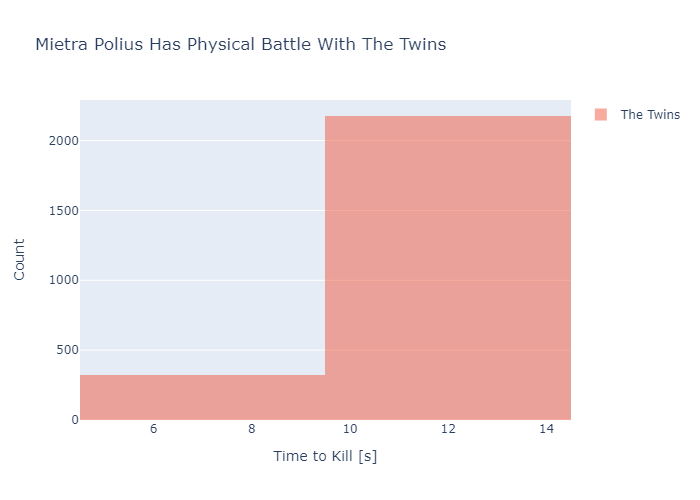 Mietra Polius Has Physical Battle With The Twins
The Twins
2000
1500
1000
500
0
Count
6 8 10 12 14
Time to Kill [s]